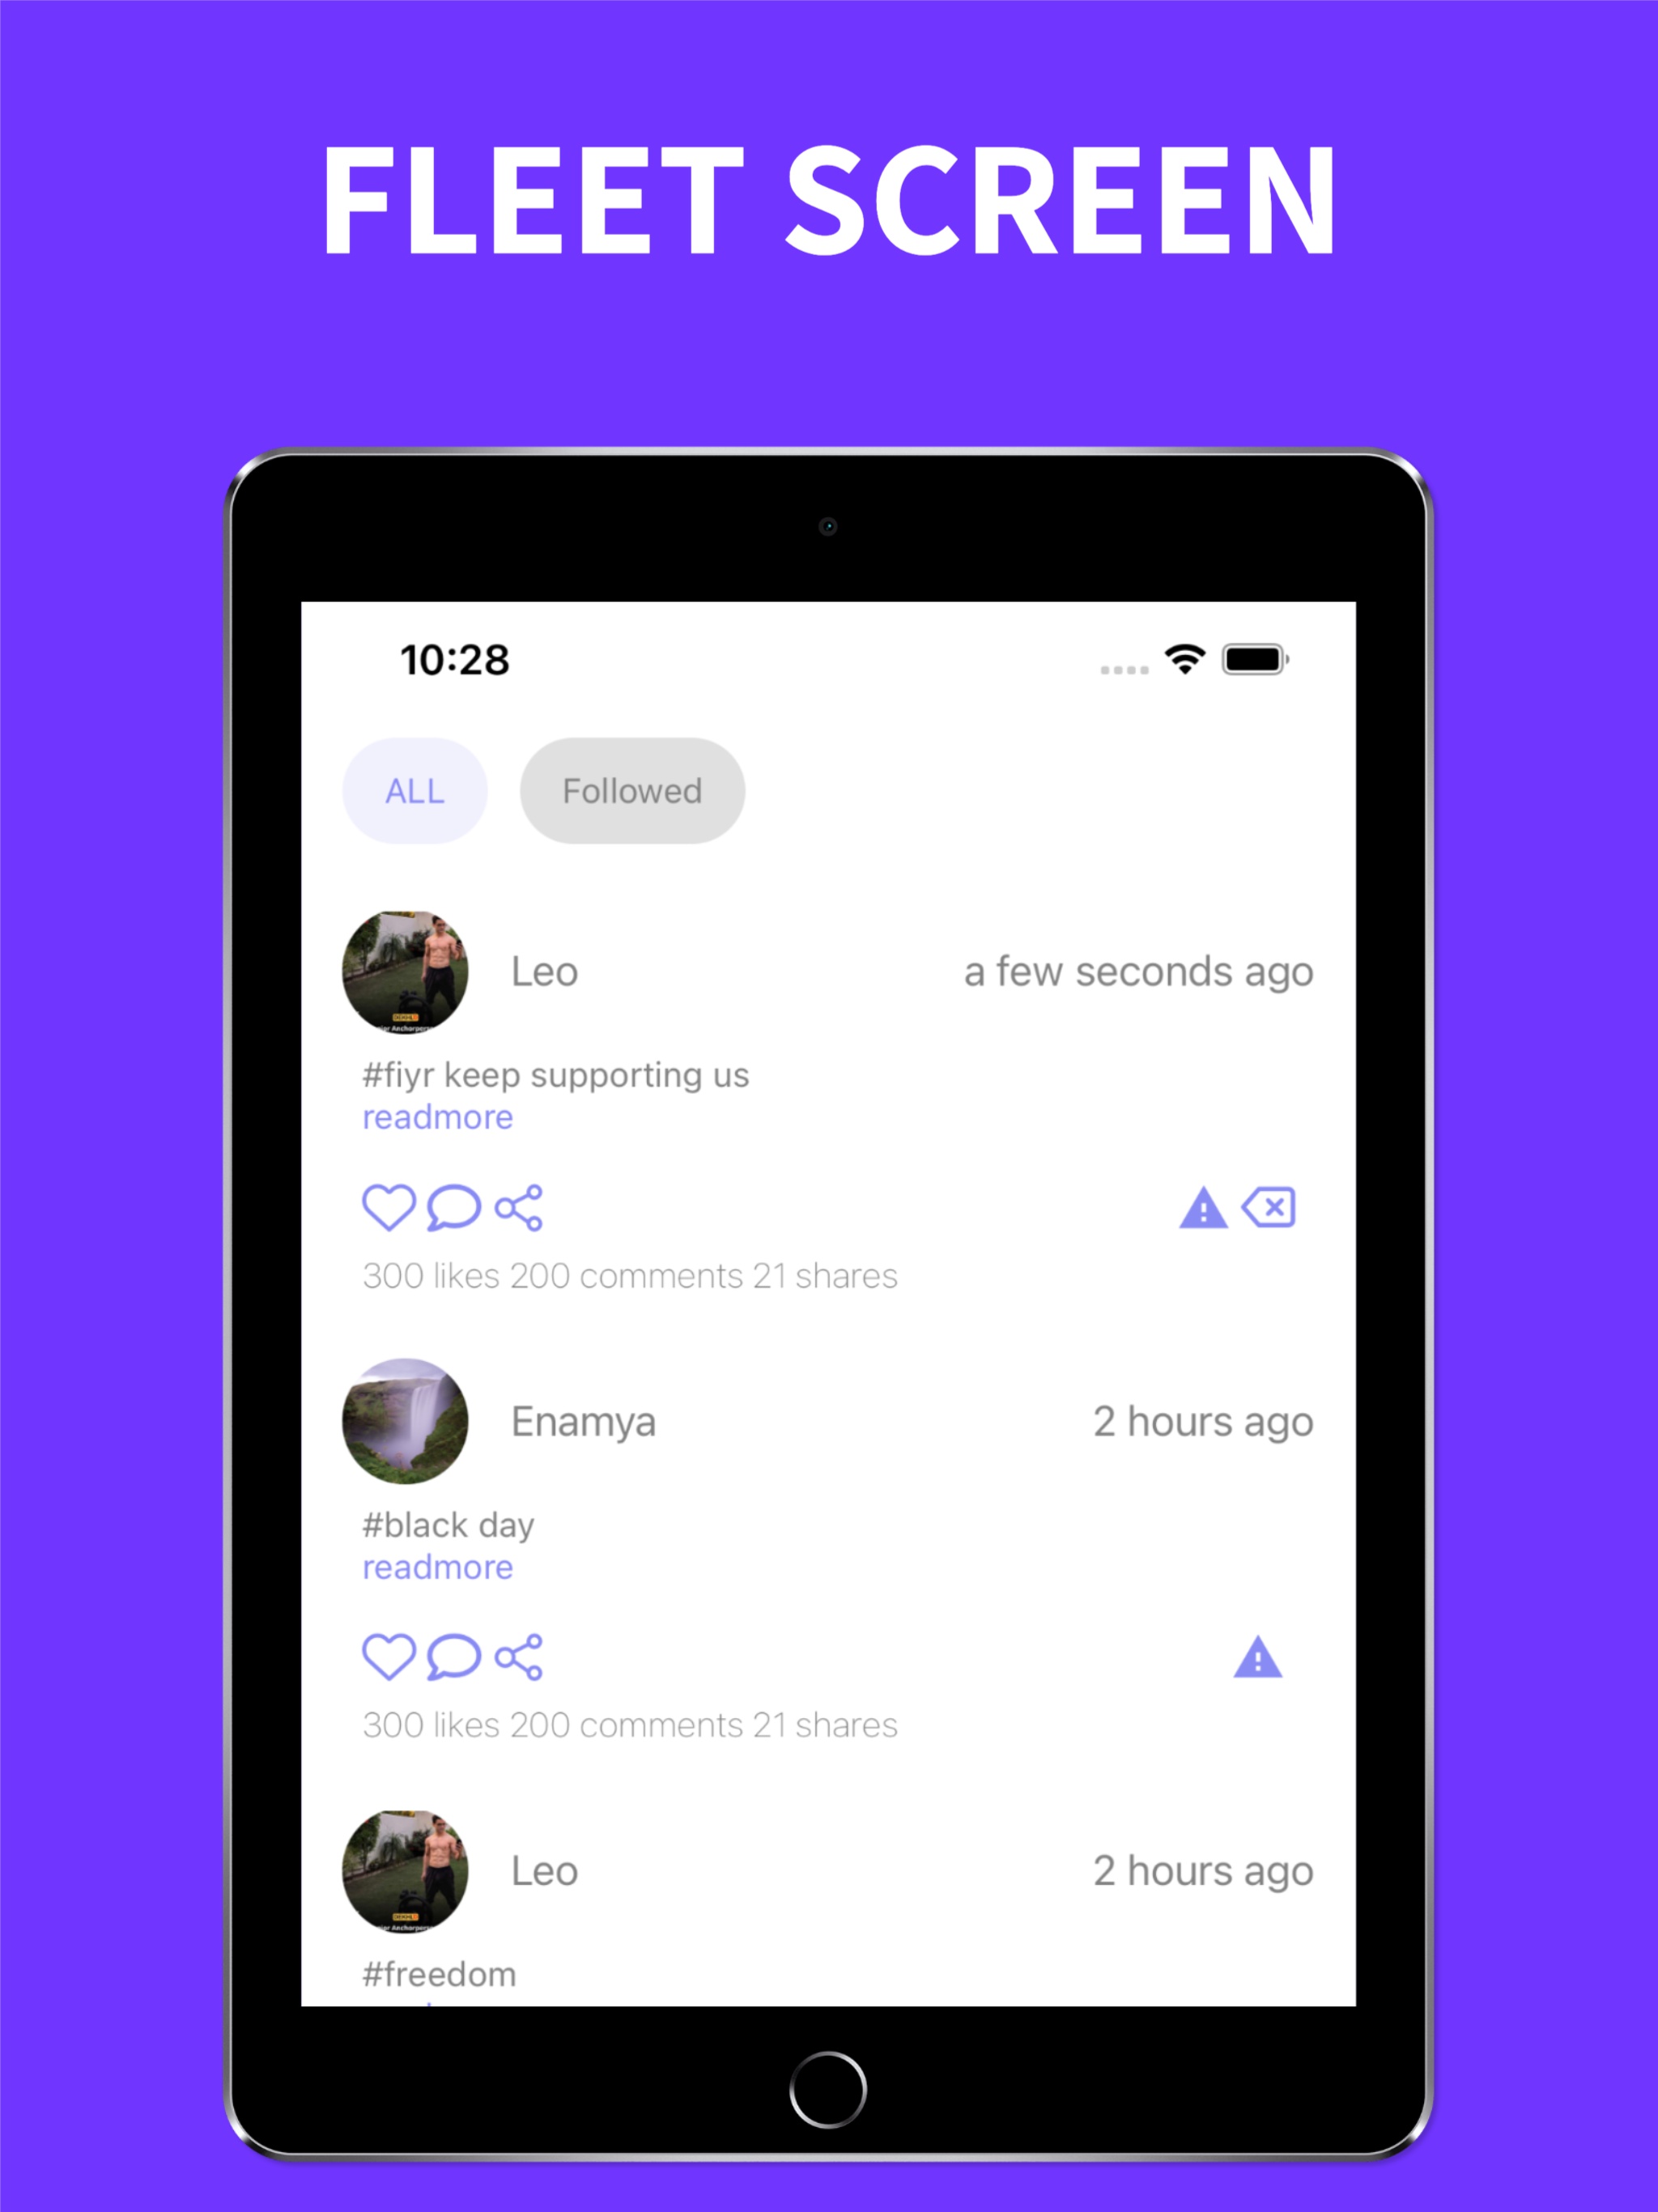 FLEET SCREEN
10:28
ALL Followed
Leo a few seconds ago
#fiyr keep supporting us
readmore
300 likes 200 comments 21 shares
Enamya 2 hours ago
#black day
readmore
300 likes 200 comments 21 shares
Leo 2 hours ago
#freedom